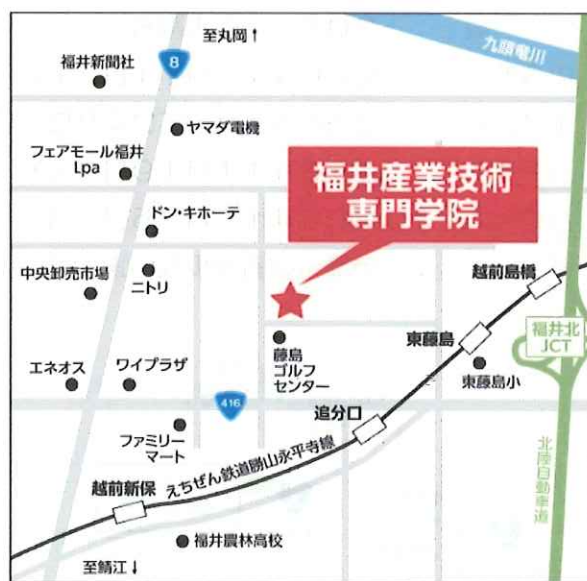 至丸岡↑
九頭竜川
福井新聞社
8
ヤマダ電機
フェアモール福井
Lpa
福井産業技術
専門学院
ドン・キホーテ
越前島橋
中央卸売市場
ニトリ
福井北
JCT
東藤島
藤島
ゴルフ
センター
エネオス
ワイプラザ
東藤島小
416
追分口
ファミリー
マート
北陸自動車道
えちぜん鉄道勝山永平寺線
越前新保
福井農林高校
至鯖江↓